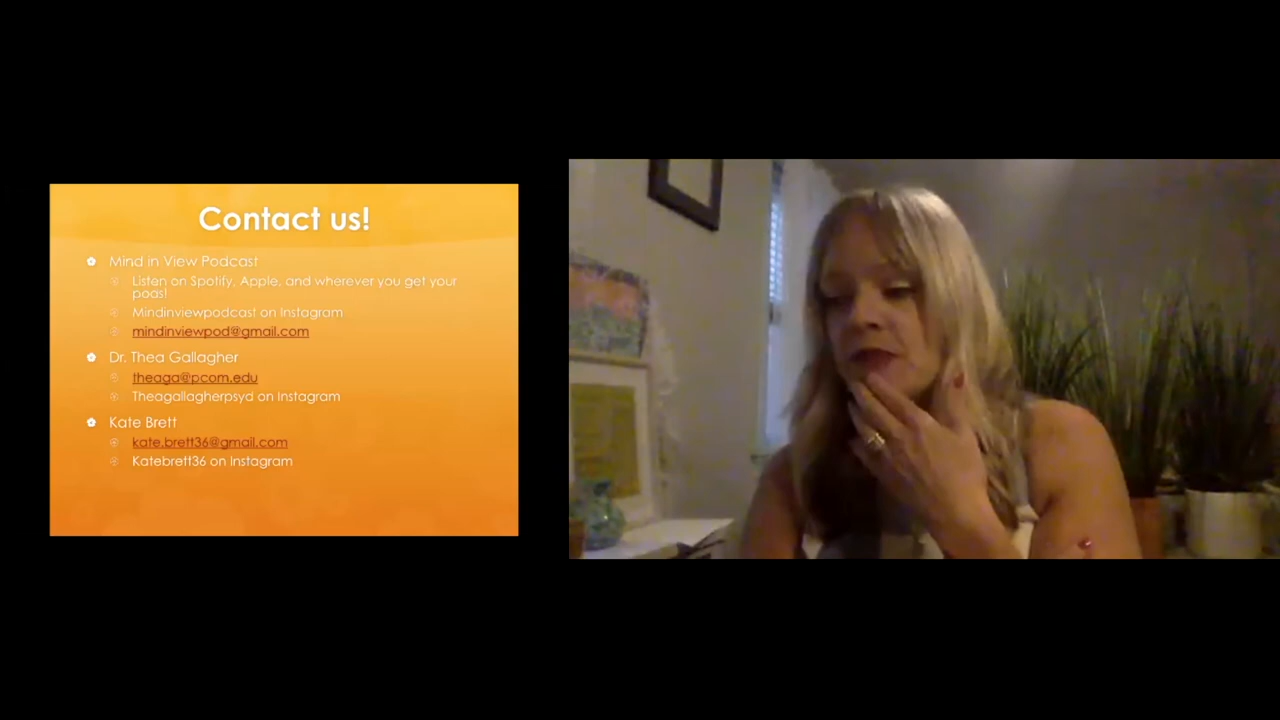 Contact us!
Mind in View Podcast
Listen on Spotify, Apple, and wherever you get your
pods!
Mindinviewpodcast on Instagram
mindinviewpod@gmail.com
Dr. Thea Gallagher
theaga@pcom.edu
Theagallagherpsyd on Instagram
Kate Brett
kate.brett36@gmail.com
Katebrett36 on Instagram